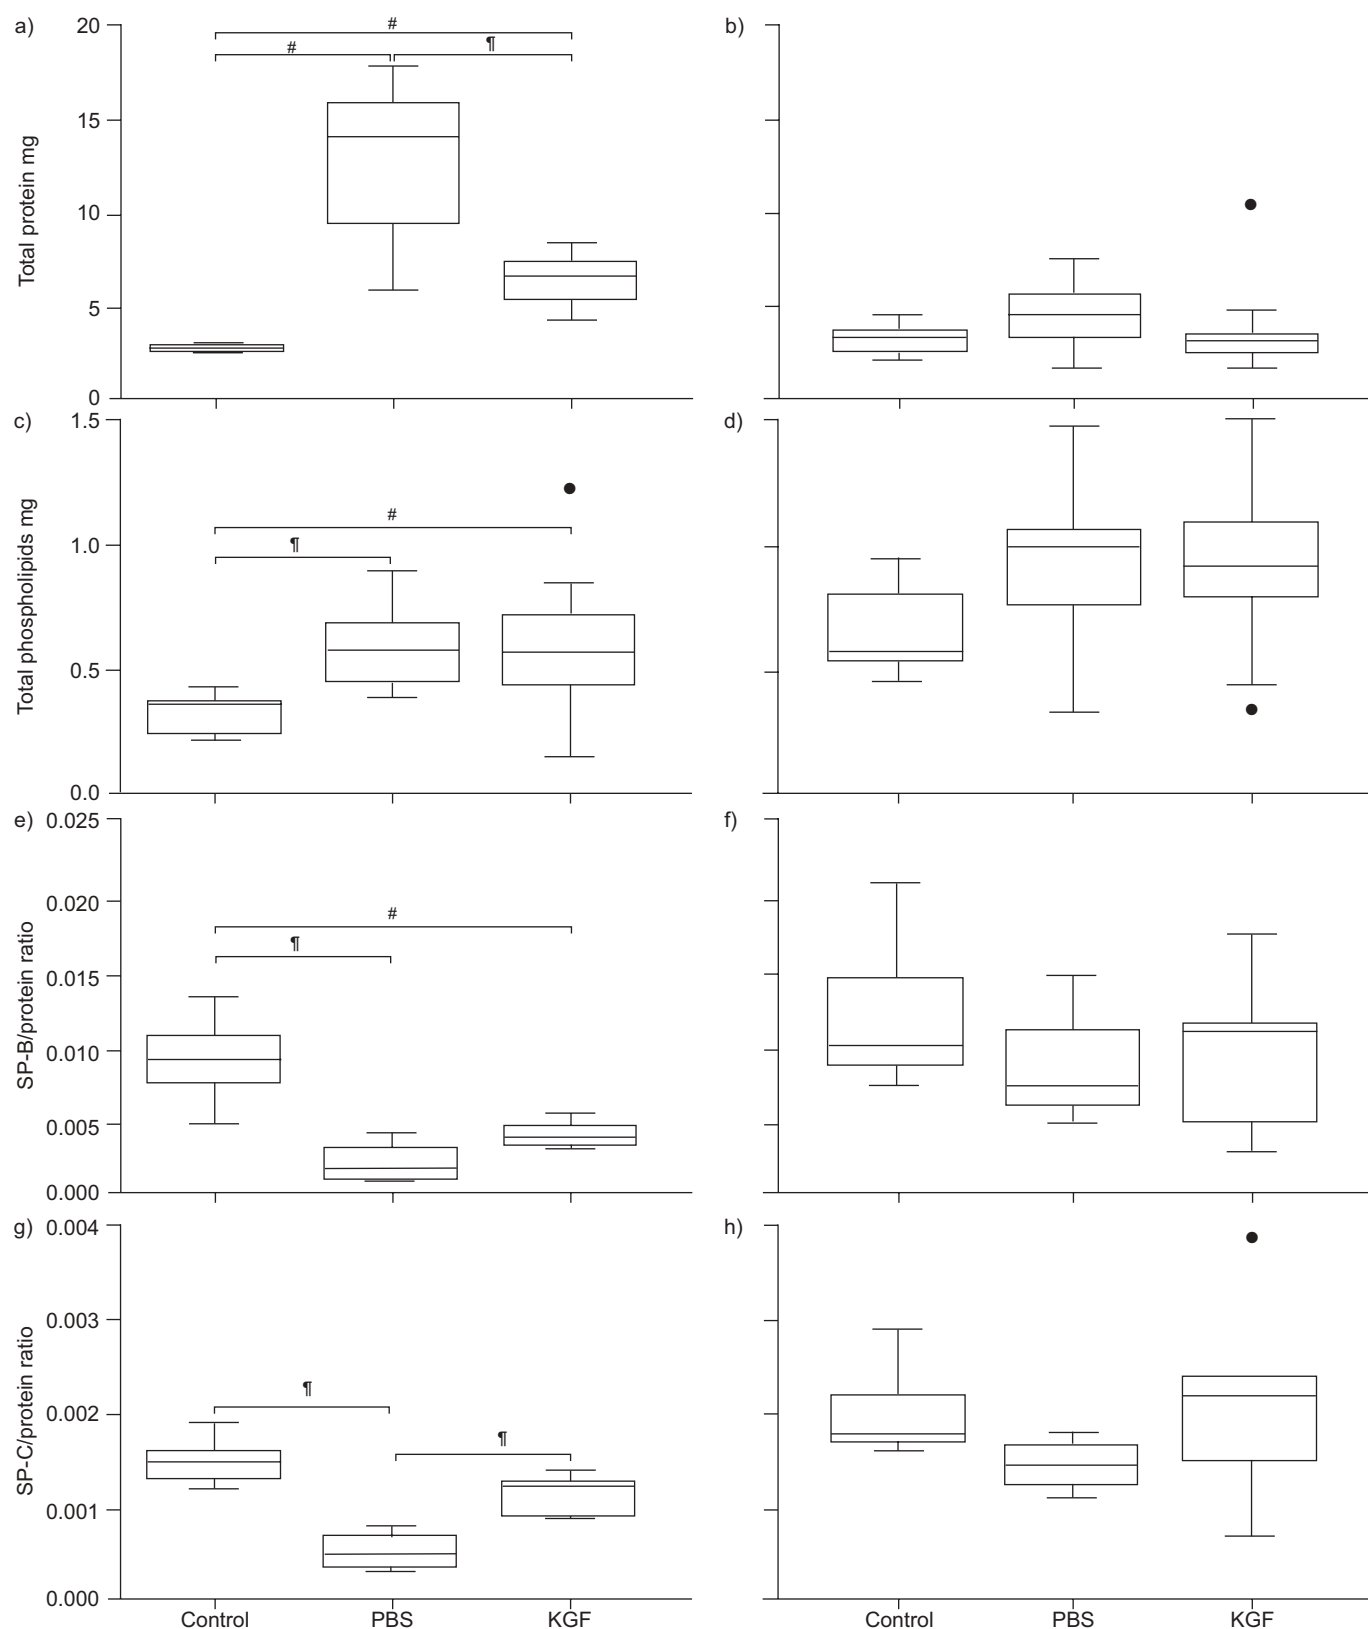 a)
20
15
10
5
0
Total protein mg
#
#
¶
b)
c)
1.5
1.0
0.5
0.0
Total phospholipids mg
#
¶
d)
e)
0.025
0.020
0.015
0.010
0.005
0.000
SP-B/protein ratio
#
¶
f)
g)
0.004
0.003
0.002
0.001
0.000
SP-C/protein ratio
¶
¶
h)
Control PBS KGF
Control PBS KGF